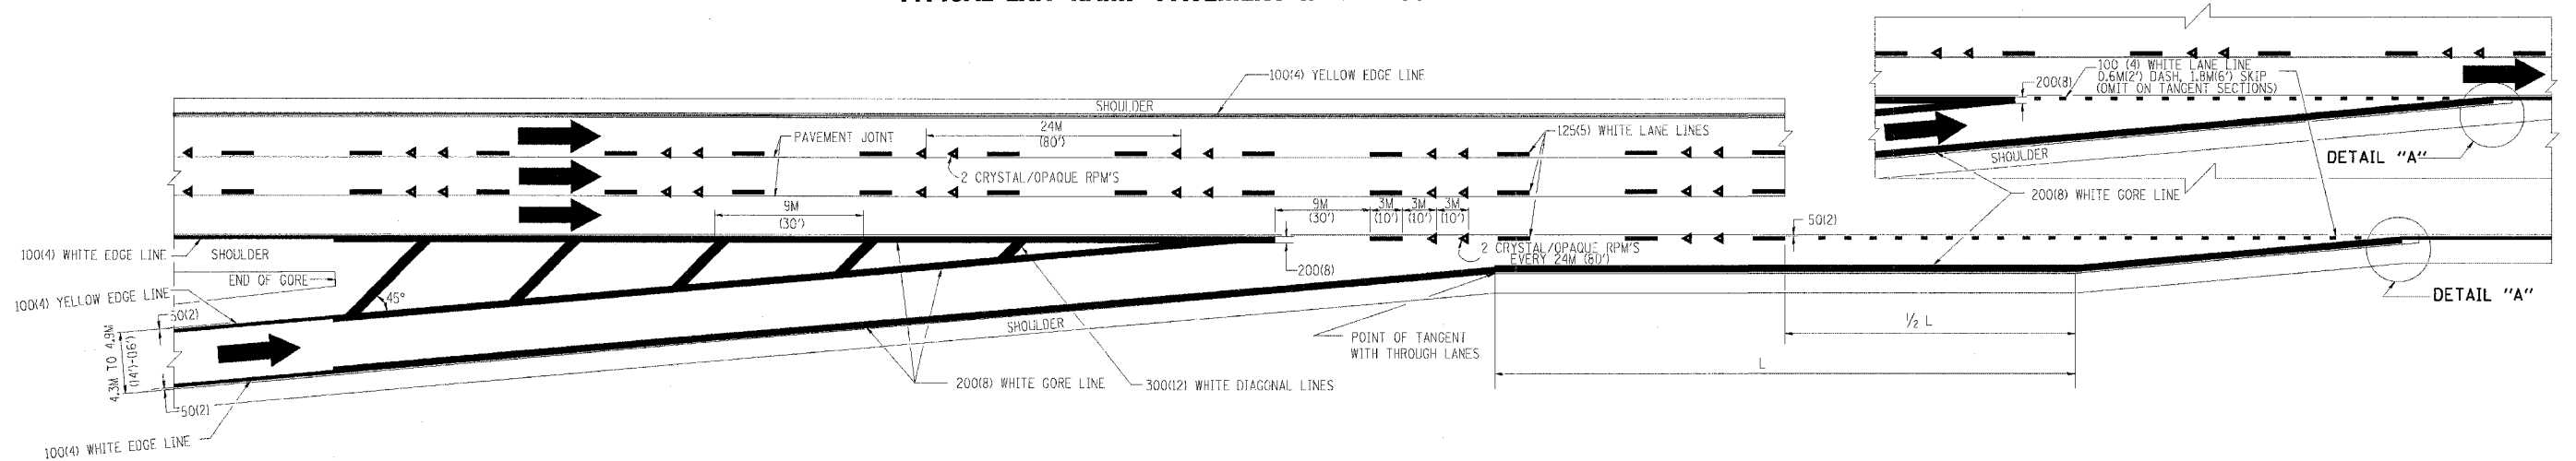 100(4) YELLOW EDGE LINE
SHOULDER
24M
(80')
PAVEMENT JOINT
125(5) WHITE LANE LINES
2 CRYSTAL/OPAQUE RPM'S
9M
(30')
9M
(30')
3M
(10')
3M
(10')
3M
(10')
100(4) WHITE EDGE LINE
SHOULDER
END OF GORE
100(4) YELLOW EDGE LINE
45°
50(2)
4.3M TO 4.9M
(14')-(16')
50(2)
100(4) WHITE EDGE LINE
200(8)
2 CRYSTAL/OPAQUE RPM'S
EVERY 24M (80')
SHOULDER
200(8) WHITE GORE LINE
300(12) WHITE DIAGONAL LINES
POINT OF TANGENT
WITH THROUGH LANES
50(2)
1/2 L
L
200(8)
100 (4) WHITE LANE LINE
0.6M(2') DASH, 1.8M(6') SKIP
(OMIT ON TANGENT SECTIONS)
SHOULDER
DETAIL "A"
200(8) WHITE GORE LINE
DETAIL "A"